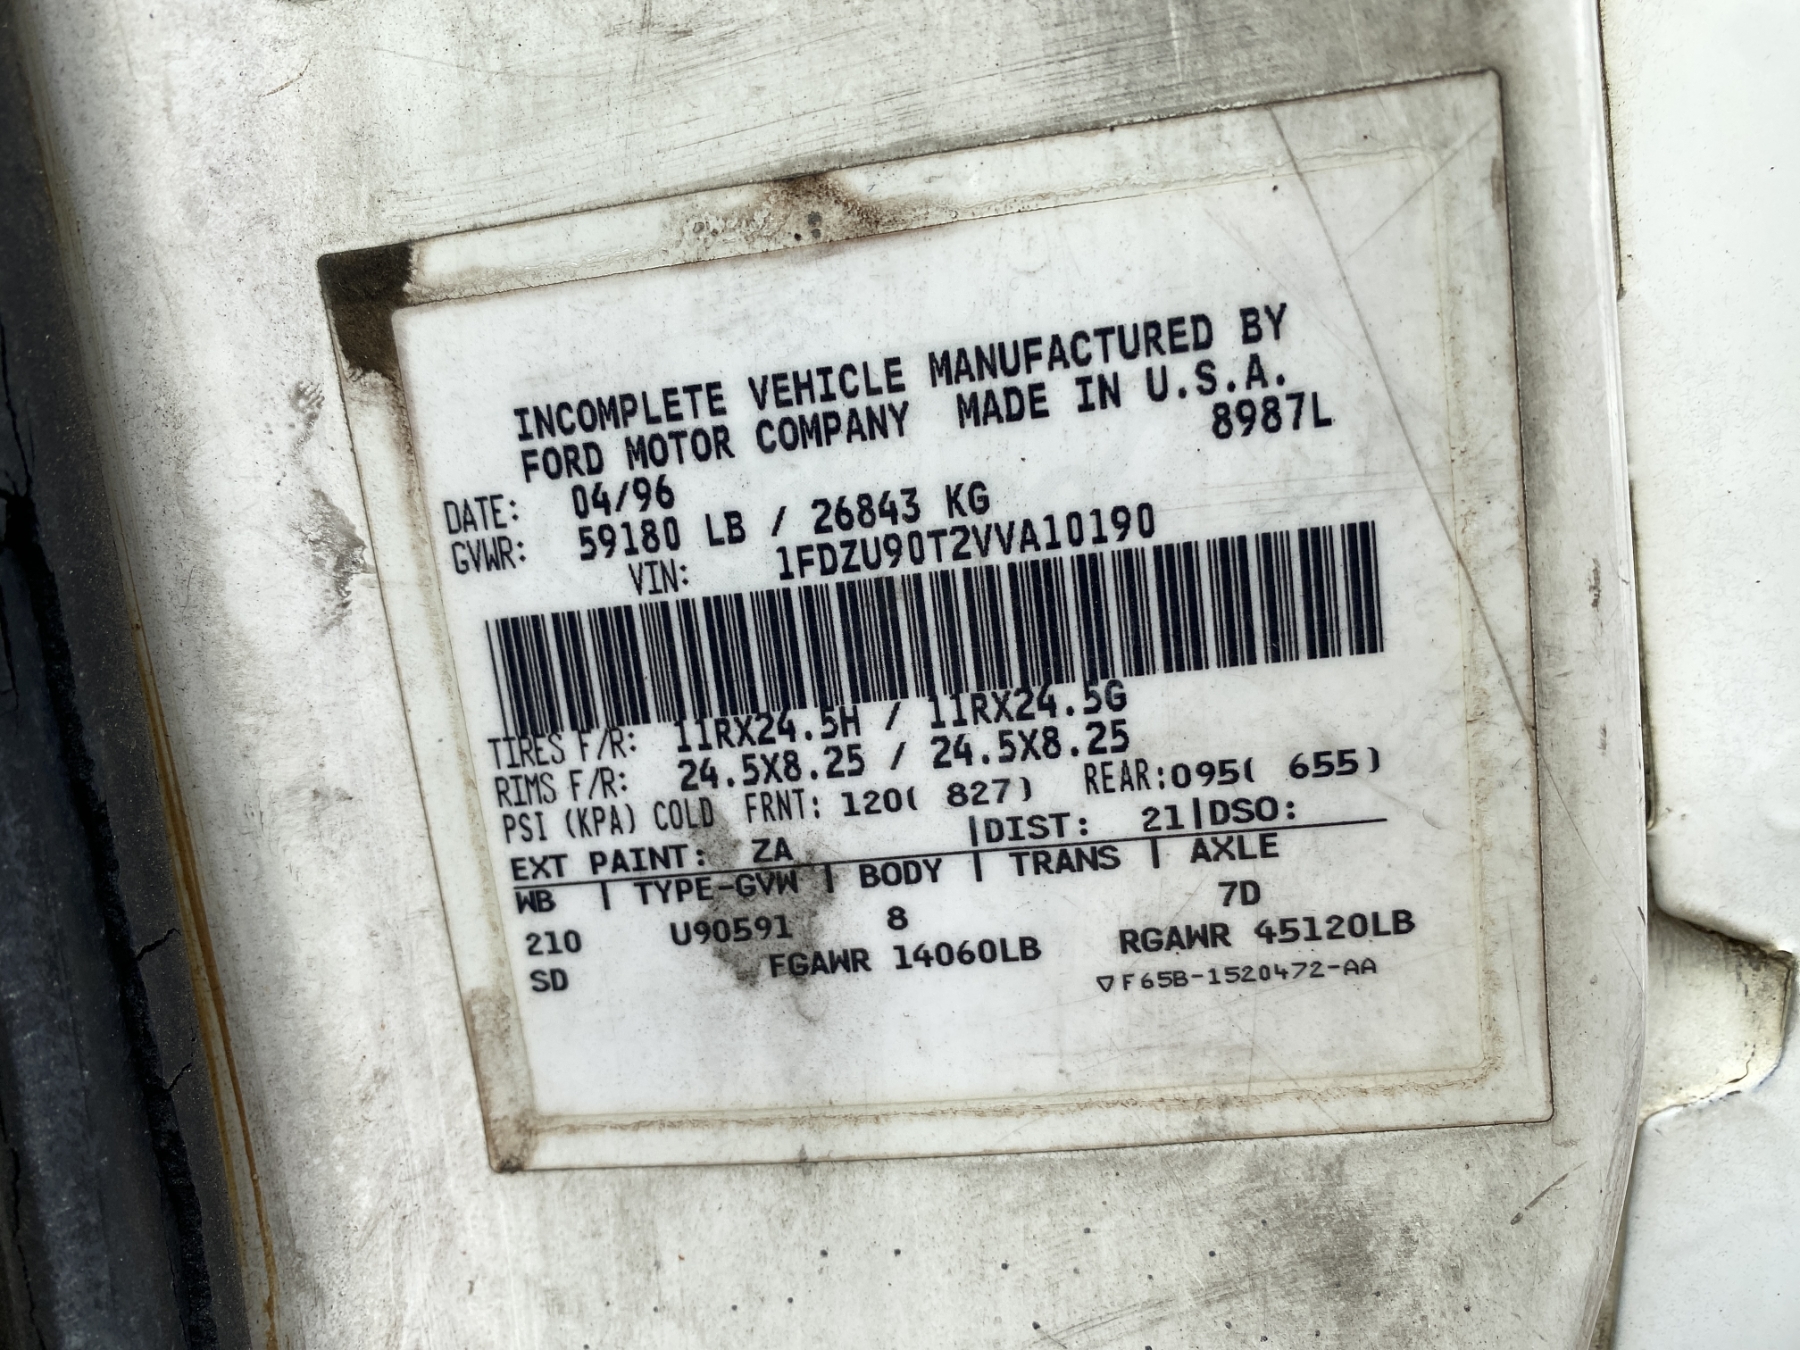 INCOMPLETE VEHICLE MANUFACTURED BY
FORD MOTOR COMPANY MADE IN U.S.A.
8987L
DATE: 04/96
GVWR: 59180 LB / 26843 KG
VIN: 1FDZU90T2VVA10190
TIRES F/R: 11RX24.5H / 11RX24.5G
RIMS F/R: 24.5X8.25 / 24.5X8.25
PSI (KPA) COLD FRNT: 120( 827) REAR:095( 655)
EXT PAINT: ZA |DIST: 21|DSO:
WB | TYPE-GVW | BODY | TRANS | AXLE
210 U90591 8 7D
SD FGAWR 14060LB RGAWR 45120LB
▽F65B-1520472-AA